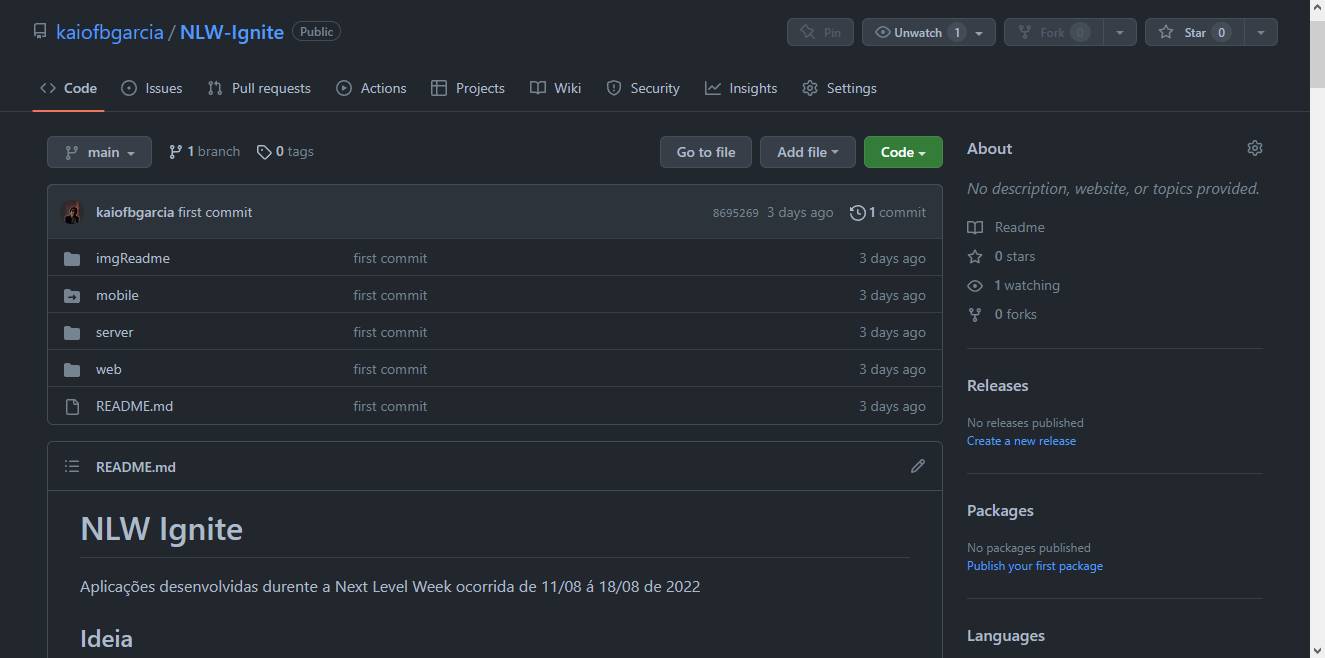 kaiofbgarcia / NLW-Ignite Public
Pin Unwatch 1 Fork 0 Star 0
Code Issues Pull requests Actions Projects Wiki Security Insights Settings
main 1 branch 0 tags Go to file Add file Code
kaiofbgarcia first commit 8695269 3 days ago 1 commit
imgReadme first commit 3 days ago
mobile first commit 3 days ago
server first commit 3 days ago
web first commit 3 days ago
README.md first commit 3 days ago
README.md
NLW Ignite
Aplicações desenvolvidas durente a Next Level Week ocorrida de 11/08 á 18/08 de 2022
Ideia
About
No description, website, or topics provided.
Readme
0 stars
1 watching
0 forks
Releases
No releases published
Create a new release
Packages
No packages published
Publish your first package
Languages